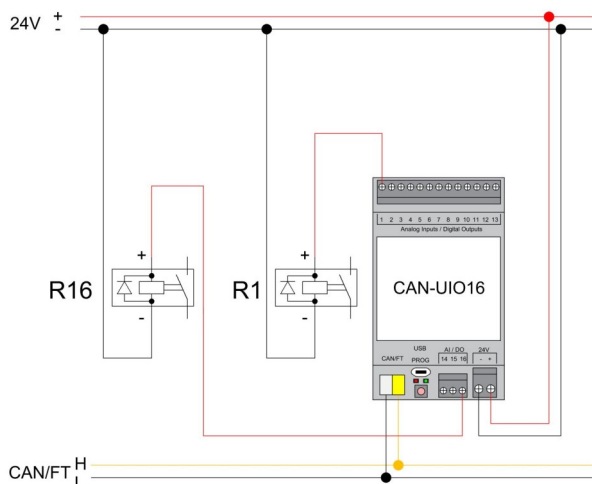 24V +
-
1 2 3 4 5 6 7 8 9 10 11 12 13
Analog Inputs / Digital Outputs
+
+
R16
R1
CAN-UIO16
-
-
USB
AI / DO
24V
CAN/FT
PROG
14 15 16
- +
CAN/FT H
L